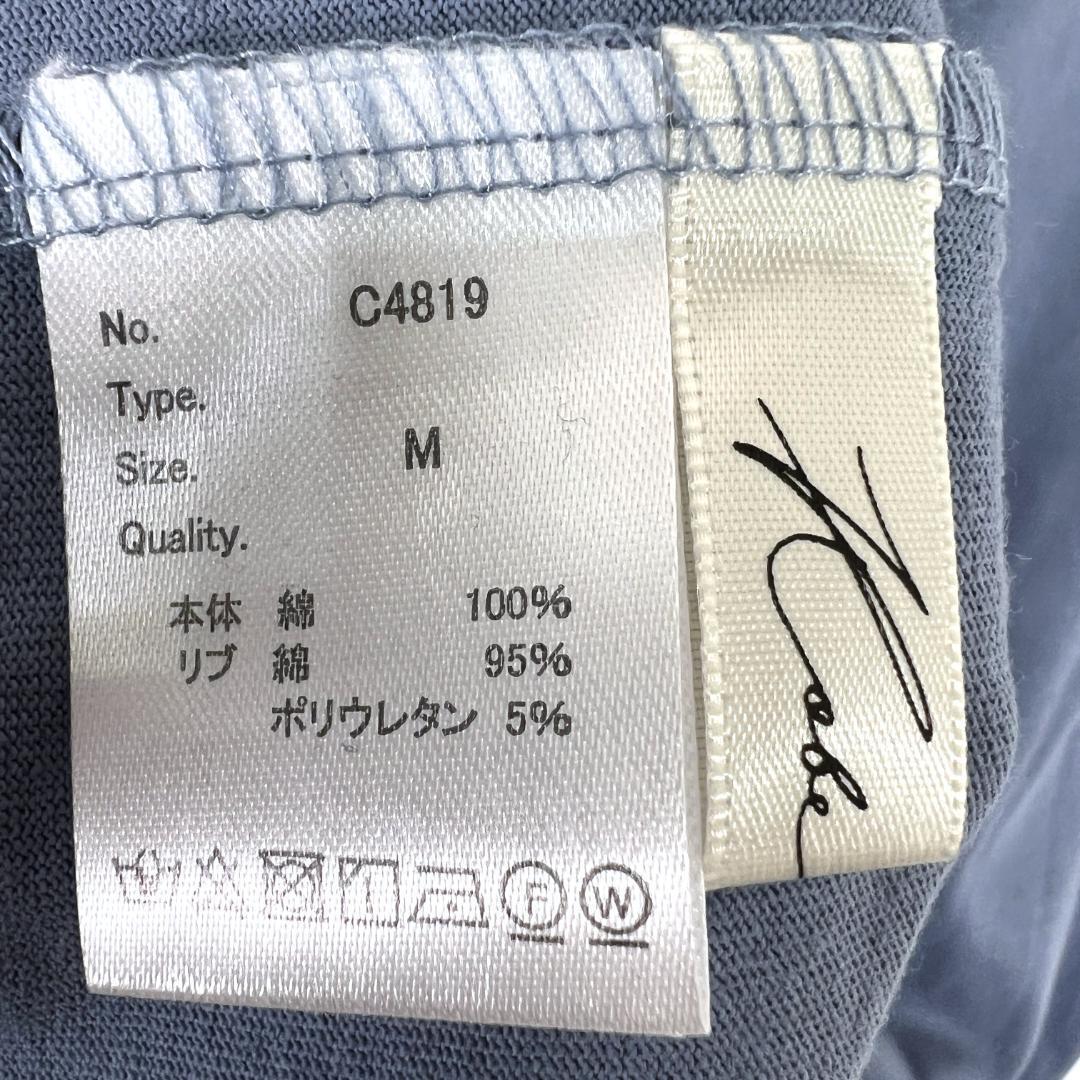 No. C4819
Type.
Size. M
Quality.
本体 綿 100%
リブ 綿 95%
ポリウレタン 5%
F W